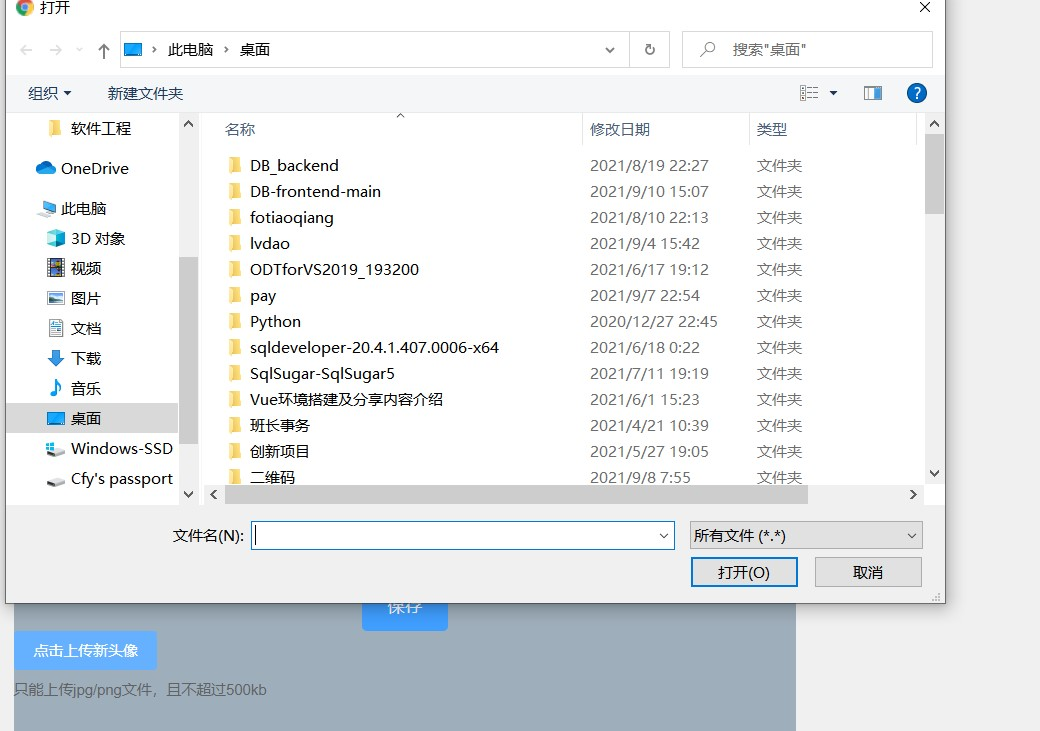 打开
此电脑 › 桌面
搜索"桌面"
组织 新建文件夹
?
软件工程
OneDrive
此电脑
3D 对象
视频
图片
文档
下载
音乐
桌面
Windows-SSD
Cfy's passport
名称 修改日期 类型
DB_backend 2021/8/19 22:27 文件夹
DB-frontend-main 2021/9/10 15:07 文件夹
fotiaoqiang 2021/8/10 22:13 文件夹
lvdao 2021/9/4 15:42 文件夹
ODTforVS2019_193200 2021/6/17 19:12 文件夹
pay 2021/9/7 22:54 文件夹
Python 2020/12/27 22:45 文件夹
sqldeveloper-20.4.1.407.0006-x64 2021/6/18 0:22 文件夹
SqlSugar-SqlSugar5 2021/7/11 19:19 文件夹
Vue环境搭建及分享内容介绍 2021/6/1 15:23 文件夹
班长事务 2021/4/21 10:39 文件夹
创新项目 2021/5/27 19:05 文件夹
二维码 2021/9/8 7:55 文件夹
文件名(N): 所有文件 (*.*)
打开(O) 取消
保存
点击上传新头像
只能上传jpg/png文件，且不超过500kb